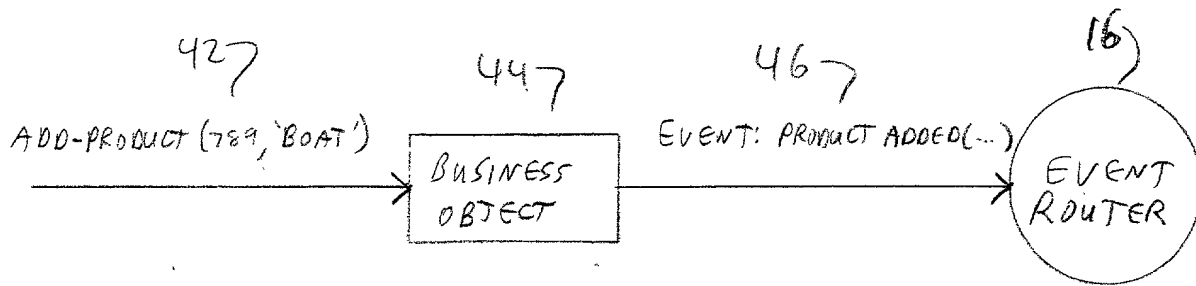 42
44
46
16
ADD-PRODUCT (789, 'BOAT')
EVENT: PRODUCT ADDED(...)
BUSINESS
OBJECT
EVENT
ROUTER